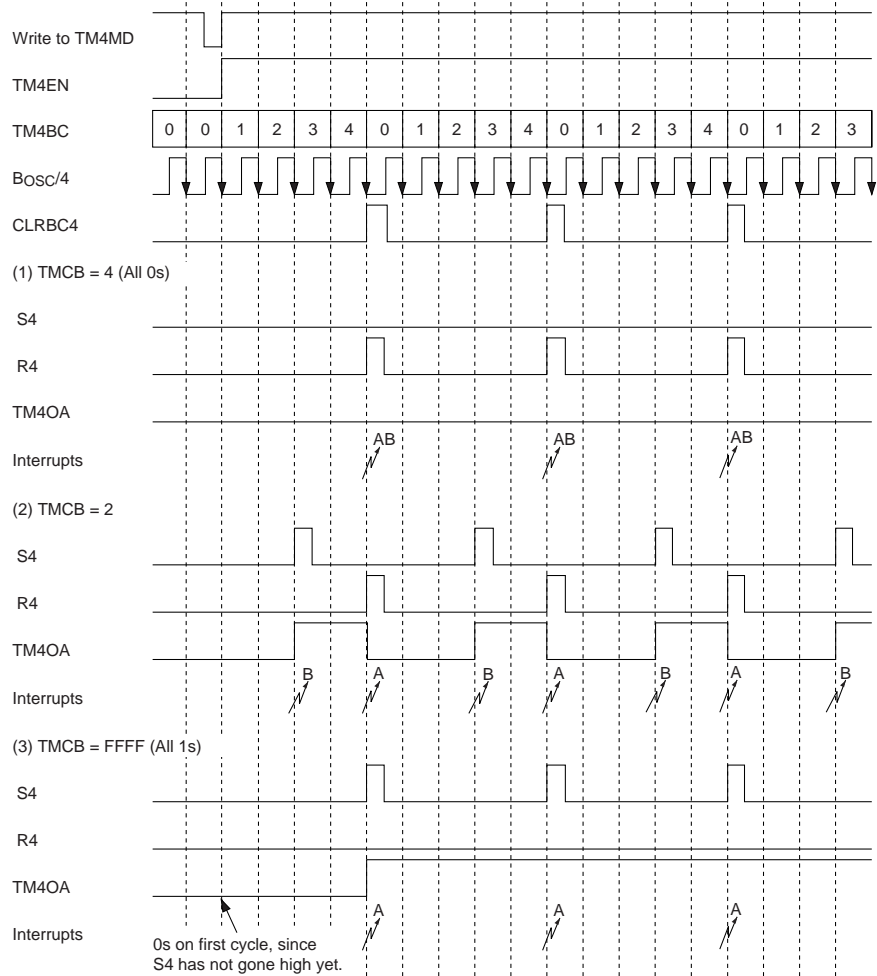 Write to TM4MD
TM4EN
TM4BC 0 0 1 2 3 4 0 1 2 3 4 0 1 2 3 4 0 1 2 3
BOSC/4
CLRBC4
(1) TMCB = 4 (All 0s)
S4
R4
TM4OA
Interrupts AB AB AB
(2) TMCB = 2
S4
R4
TM4OA
Interrupts B A B A B A B
(3) TMCB = FFFF (All 1s)
S4
R4
TM4OA
Interrupts A A A
0s on first cycle, since
S4 has not gone high yet.